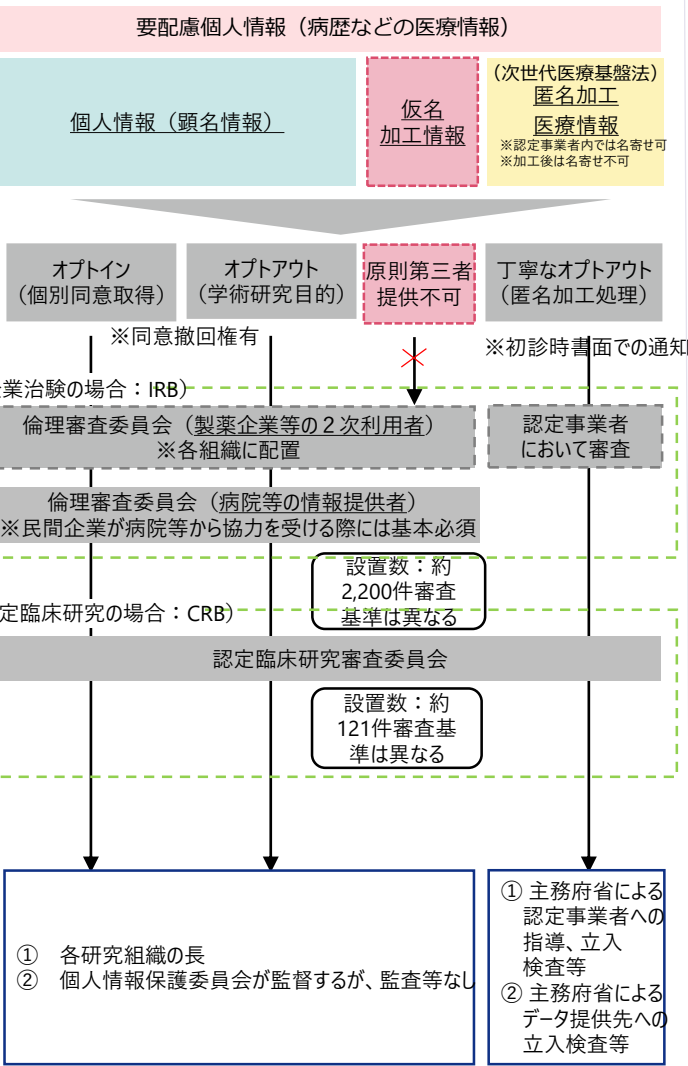 要配慮個人情報（病歴などの医療情報）
個人情報（顕名情報）
仮名
加工情報
(次世代医療基盤法)
匿名加工
医療情報
※認定事業者内では名寄せ可
※加工後は名寄せ不可
オプトイン
（個別同意取得）
オプトアウト
（学術研究目的）
原則第三者
提供不可
丁寧なオプトアウト
（匿名加工処理）
※同意撤回権有
※初診時書面での通知
業治験の場合：IRB）
倫理審査委員会（製薬企業等の２次利用者）
※各組織に配置
認定事業者
において審査
倫理審査委員会（病院等の情報提供者）
※民間企業が病院等から協力を受ける際には基本必須
設置数：約
2,200件審査
基準は異なる
定臨床研究の場合：CRB）
認定臨床研究審査委員会
設置数：約
121件審査基
準は異なる
① 各研究組織の長
② 個人情報保護委員会が監督するが、監査等なし
① 主務府省による
認定事業者への
指導、立入
検査等
② 主務府省による
データ提供先への
立入検査等